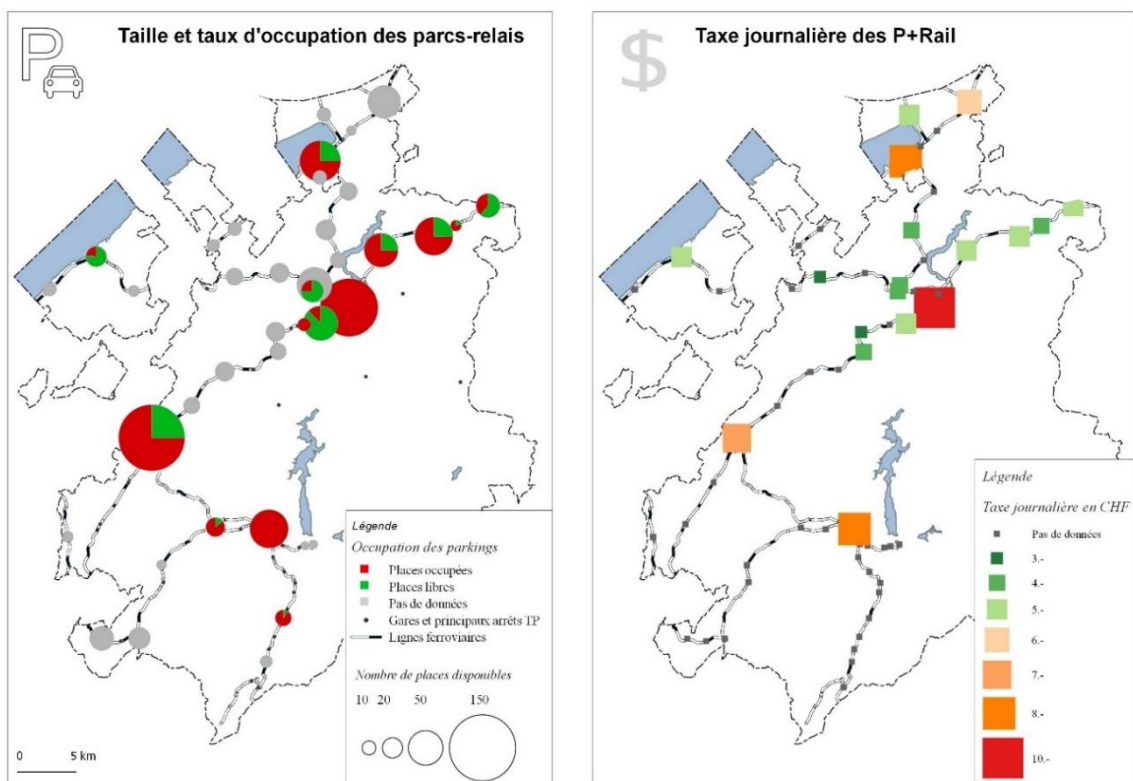 P
Taille et taux d'occupation des parcs-relais
Légende
Occupation des parkings
Places occupées
Places libres
Pas de données
Gares et principaux arrêts TP
Lignes ferroviaires
Nombre de places disponibles
10 20 50 150
0 5 km
$
Taxe journalière des P+Rail
Légende
Taxe journalière en CHF
Pas de données
3.-
4.-
5.-
6.-
7.-
8.-
10.-